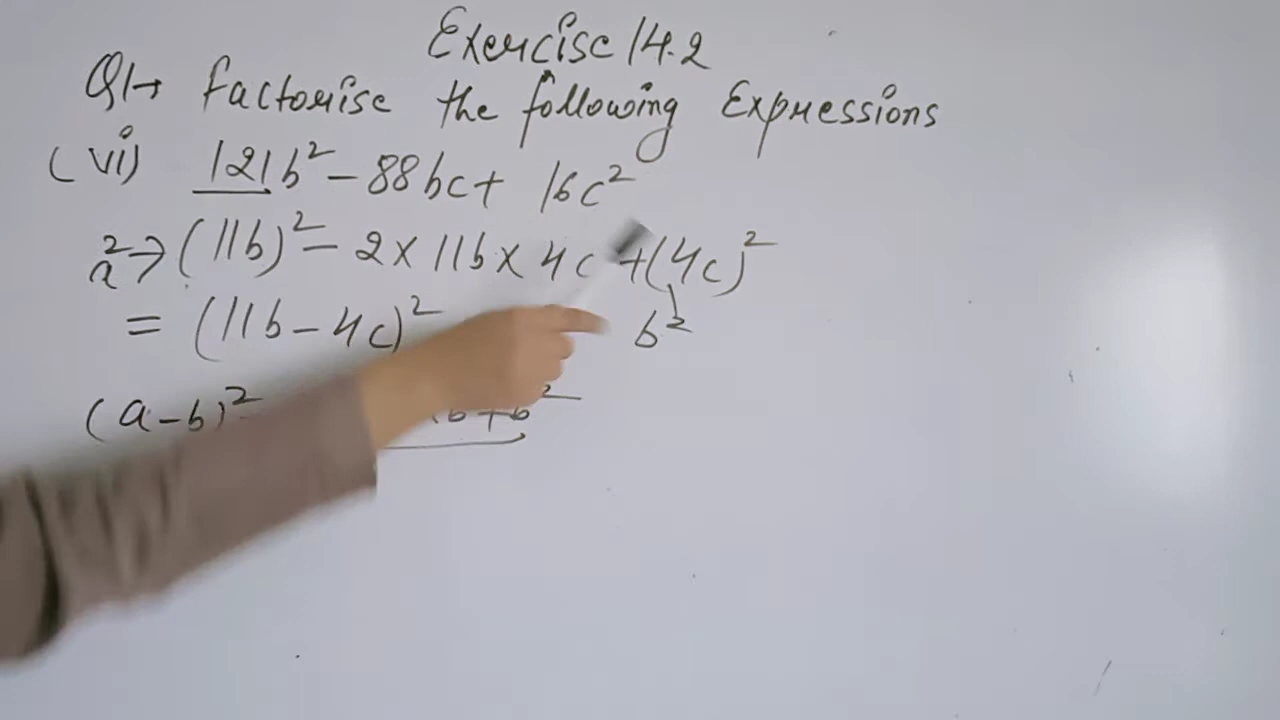 Exercise 14.2
Q1→ factorise the following Expressions
(vi) 121b² - 88bc + 16c²
a² → (11b)² - 2 × 11b × 4c + (4c)²
= (11b - 4c)² b²
(a - b)² b + b²